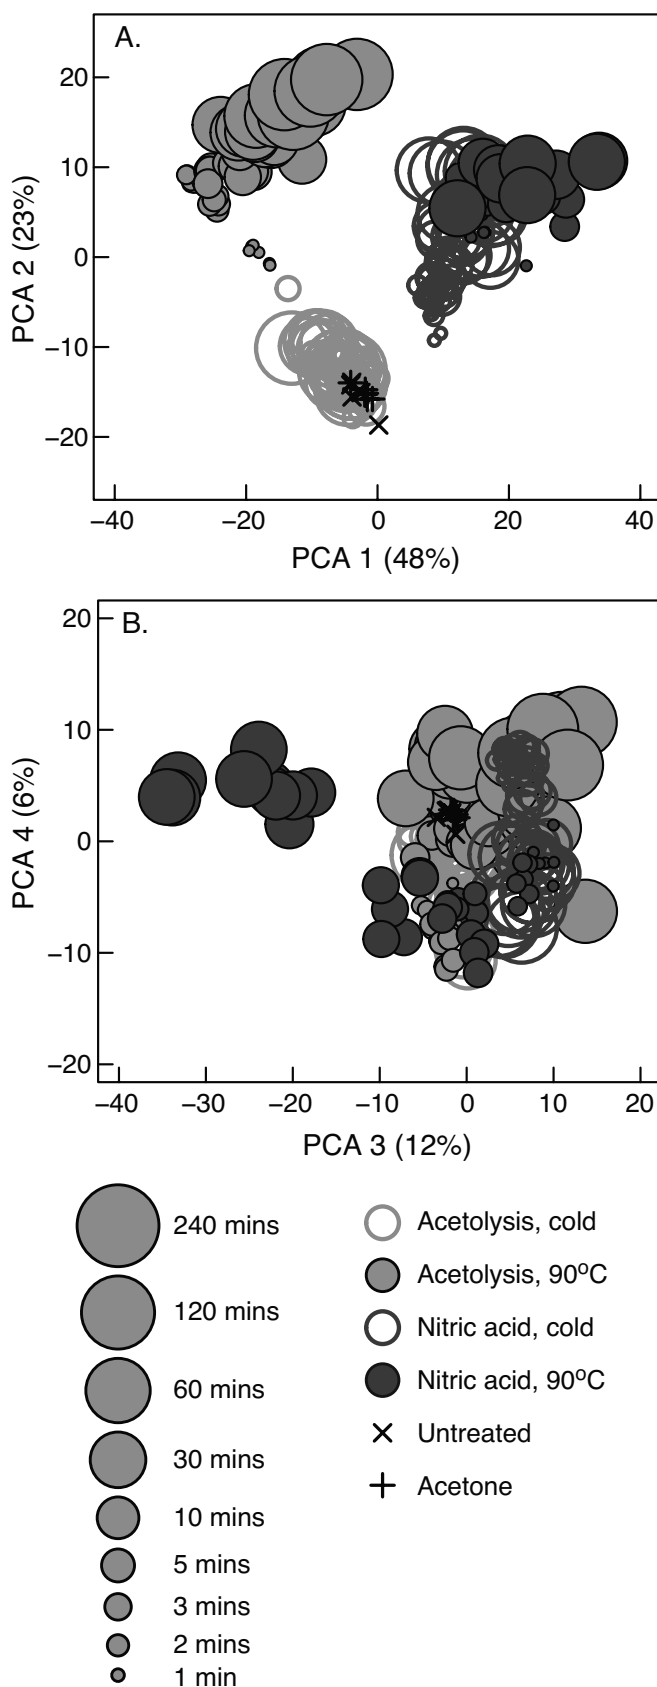 A.
20
10
0
−10
−20
PCA 2 (23%)
−40 −20 0 20 40
PCA 1 (48%)
B.
20
10
0
−10
−20
PCA 4 (6%)
−40 −30 −20 −10 0 10 20
PCA 3 (12%)
240 mins
120 mins
60 mins
30 mins
10 mins
5 mins
3 mins
2 mins
1 min
Acetolysis, cold
Acetolysis, 90ºC
Nitric acid, cold
Nitric acid, 90ºC
Untreated
Acetone